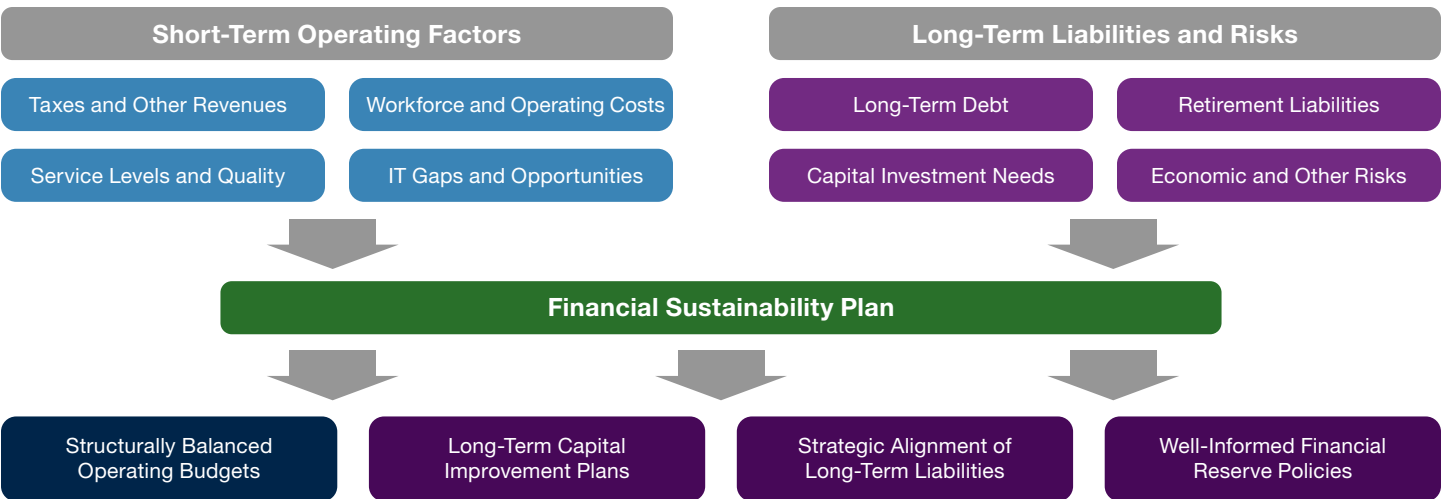 Short-Term Operating Factors
Long-Term Liabilities and Risks
Taxes and Other Revenues
Workforce and Operating Costs
Long-Term Debt
Retirement Liabilities
Service Levels and Quality
IT Gaps and Opportunities
Capital Investment Needs
Economic and Other Risks
Financial Sustainability Plan
Structurally Balanced
Operating Budgets
Long-Term Capital
Improvement Plans
Strategic Alignment of
Long-Term Liabilities
Well-Informed Financial
Reserve Policies